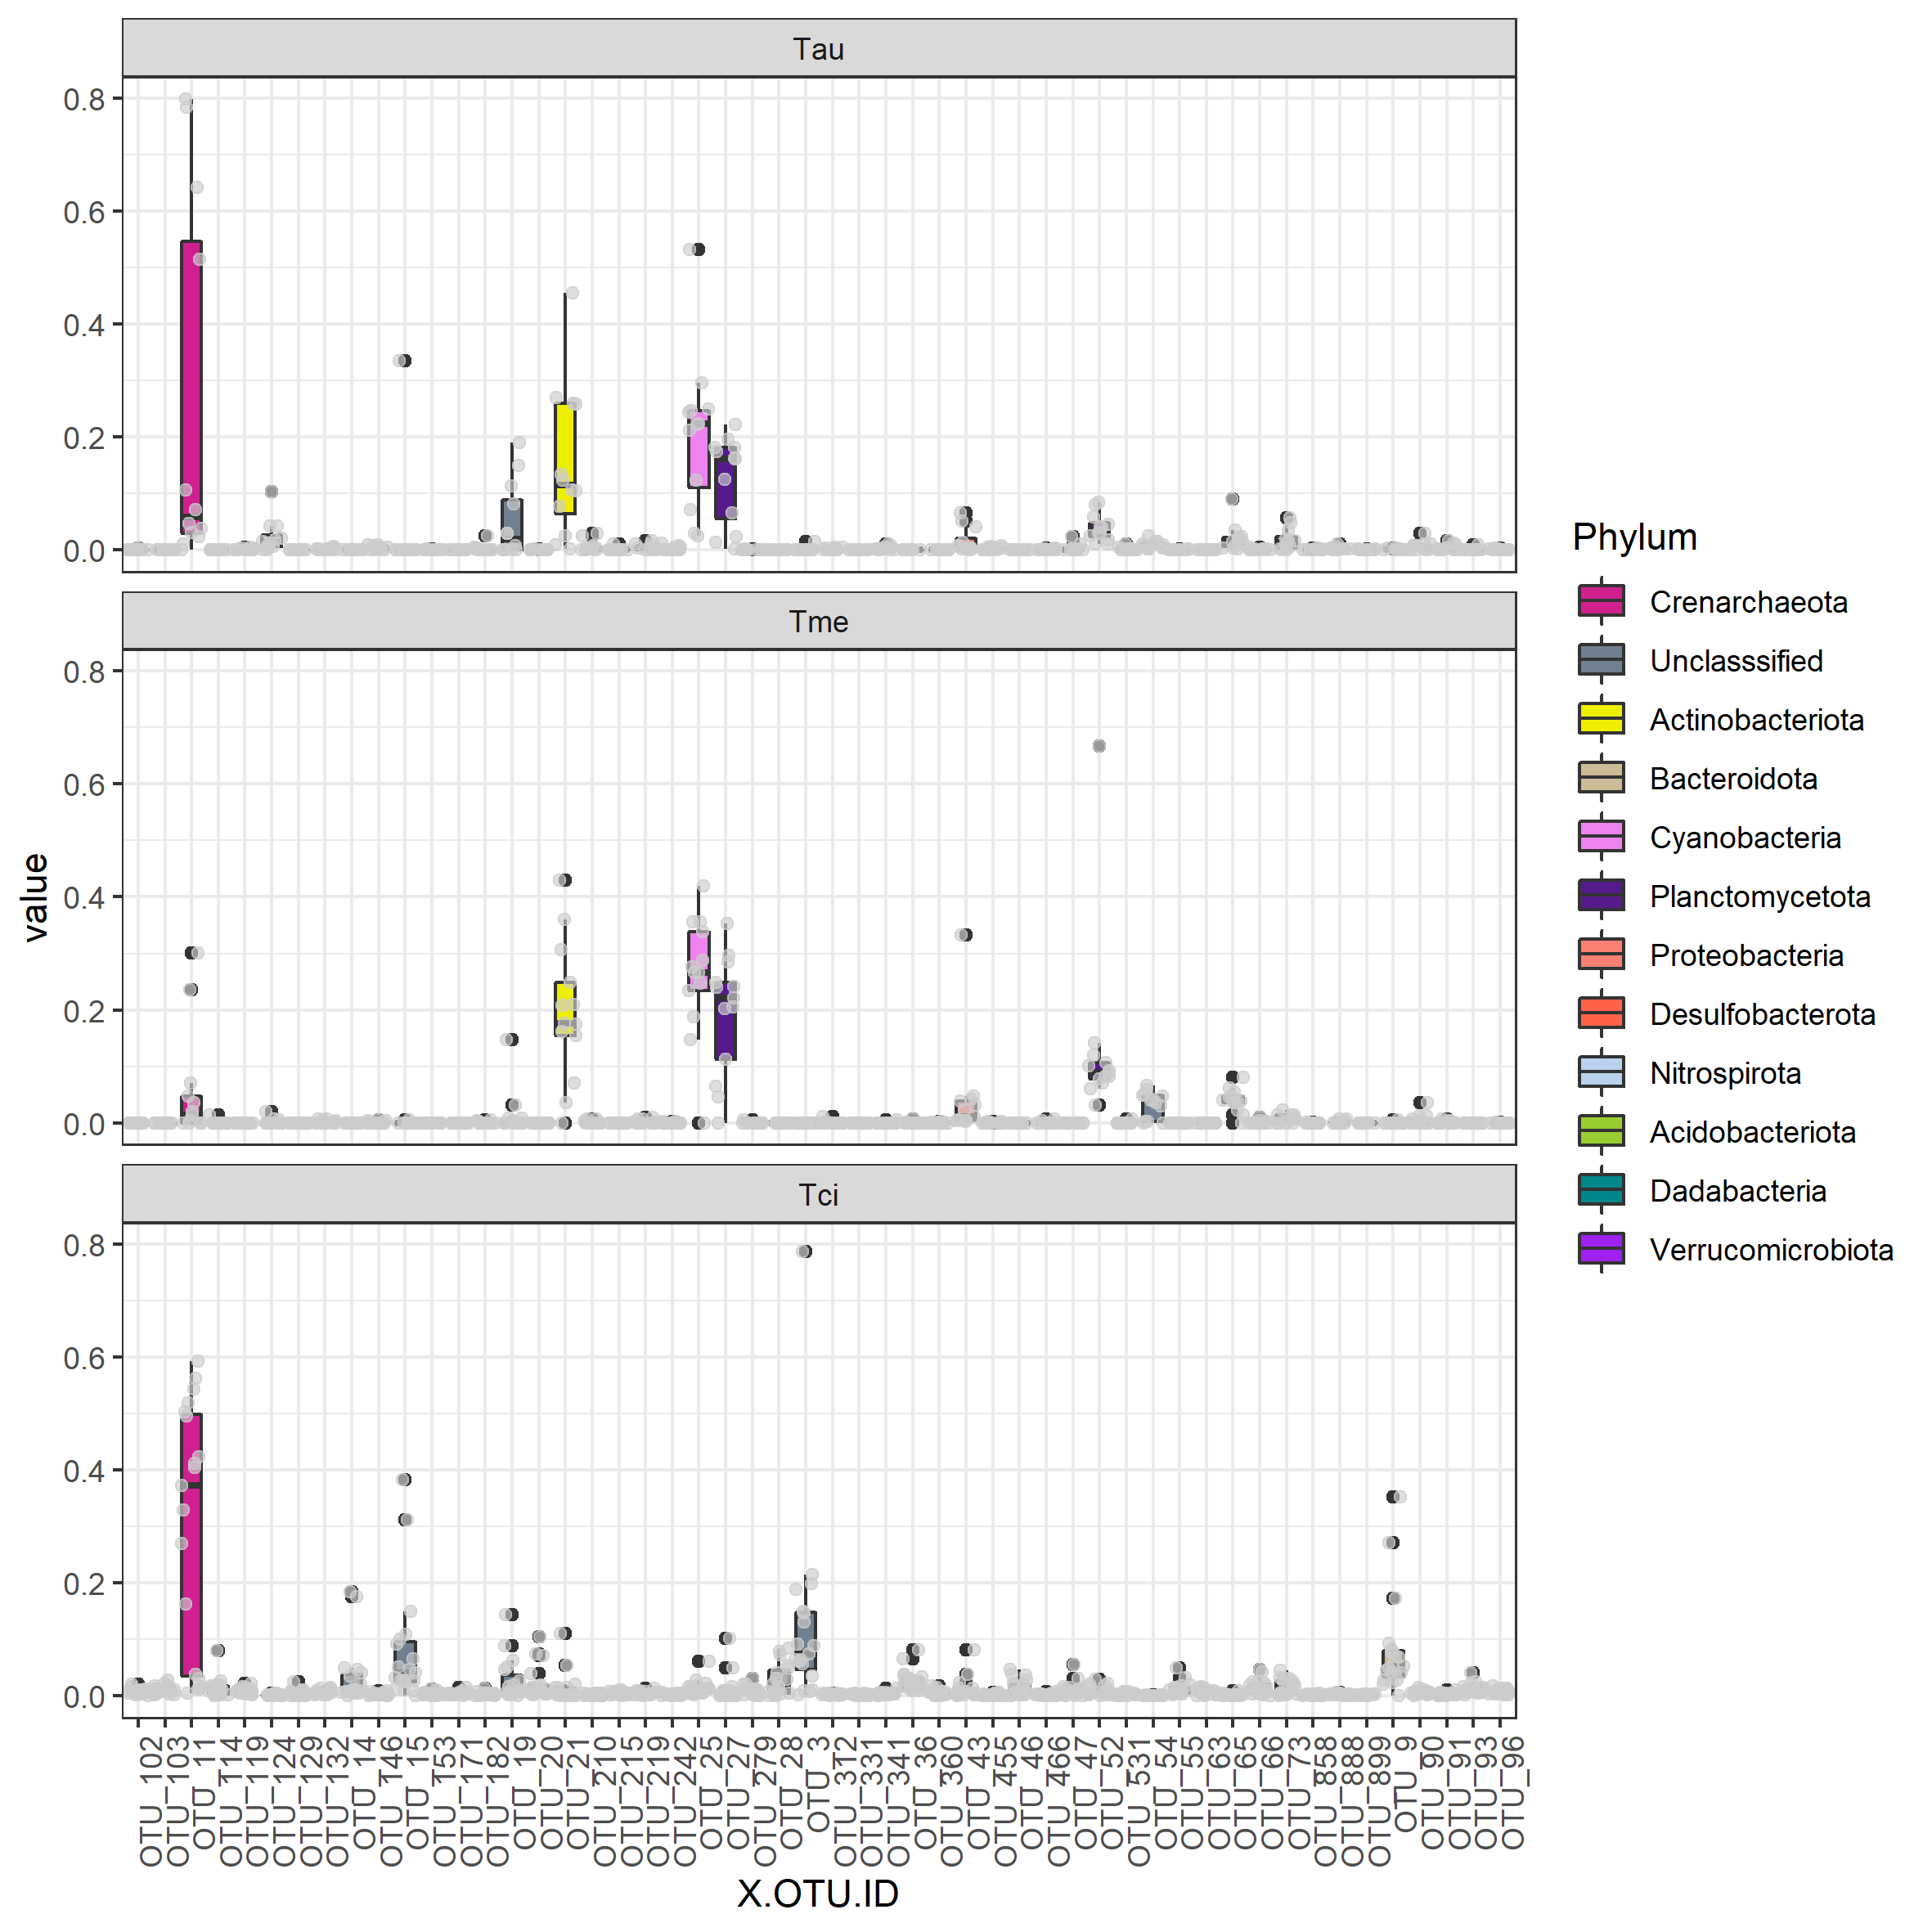 Tau
0.8
0.6
0.4
0.2
0.0
Tme
0.8
0.6
0.4
0.2
0.0
Tci
0.8
0.6
0.4
0.2
0.0
value
OTU_102
OTU_103
OTU_11
OTU_114
OTU_119
OTU_124
OTU_129
OTU_132
OTU_14
OTU_146
OTU_15
OTU_153
OTU_171
OTU_182
OTU_19
OTU_20
OTU_21
OTU_210
OTU_215
OTU_219
OTU_242
OTU_25
OTU_27
OTU_279
OTU_28
OTU_3
OTU_312
OTU_331
OTU_341
OTU_36
OTU_360
OTU_43
OTU_455
OTU_46
OTU_466
OTU_47
OTU_52
OTU_531
OTU_54
OTU_55
OTU_63
OTU_65
OTU_66
OTU_73
OTU_858
OTU_888
OTU_899
OTU_9
OTU_90
OTU_91
OTU_93
OTU_96
X.OTU.ID
Phylum
Crenarchaeota
Unclasssified
Actinobacteriota
Bacteroidota
Cyanobacteria
Planctomycetota
Proteobacteria
Desulfobacterota
Nitrospirota
Acidobacteriota
Dadabacteria
Verrucomicrobiota